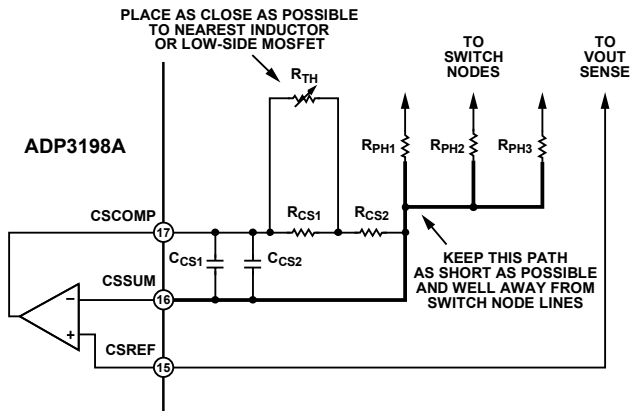 PLACE AS CLOSE AS POSSIBLE
TO NEAREST INDUCTOR
OR LOW-SIDE MOSFET
TO
SWITCH
NODES
TO
VOUT
SENSE
RTH
ADP3198A
RPH1
RPH2
RPH3
CSCOMP
17
RCS1
RCS2
CCS1
CCS2
KEEP THIS PATH
AS SHORT AS POSSIBLE
AND WELL AWAY FROM
SWITCH NODE LINES
CSSUM
16
–
+
CSREF
15